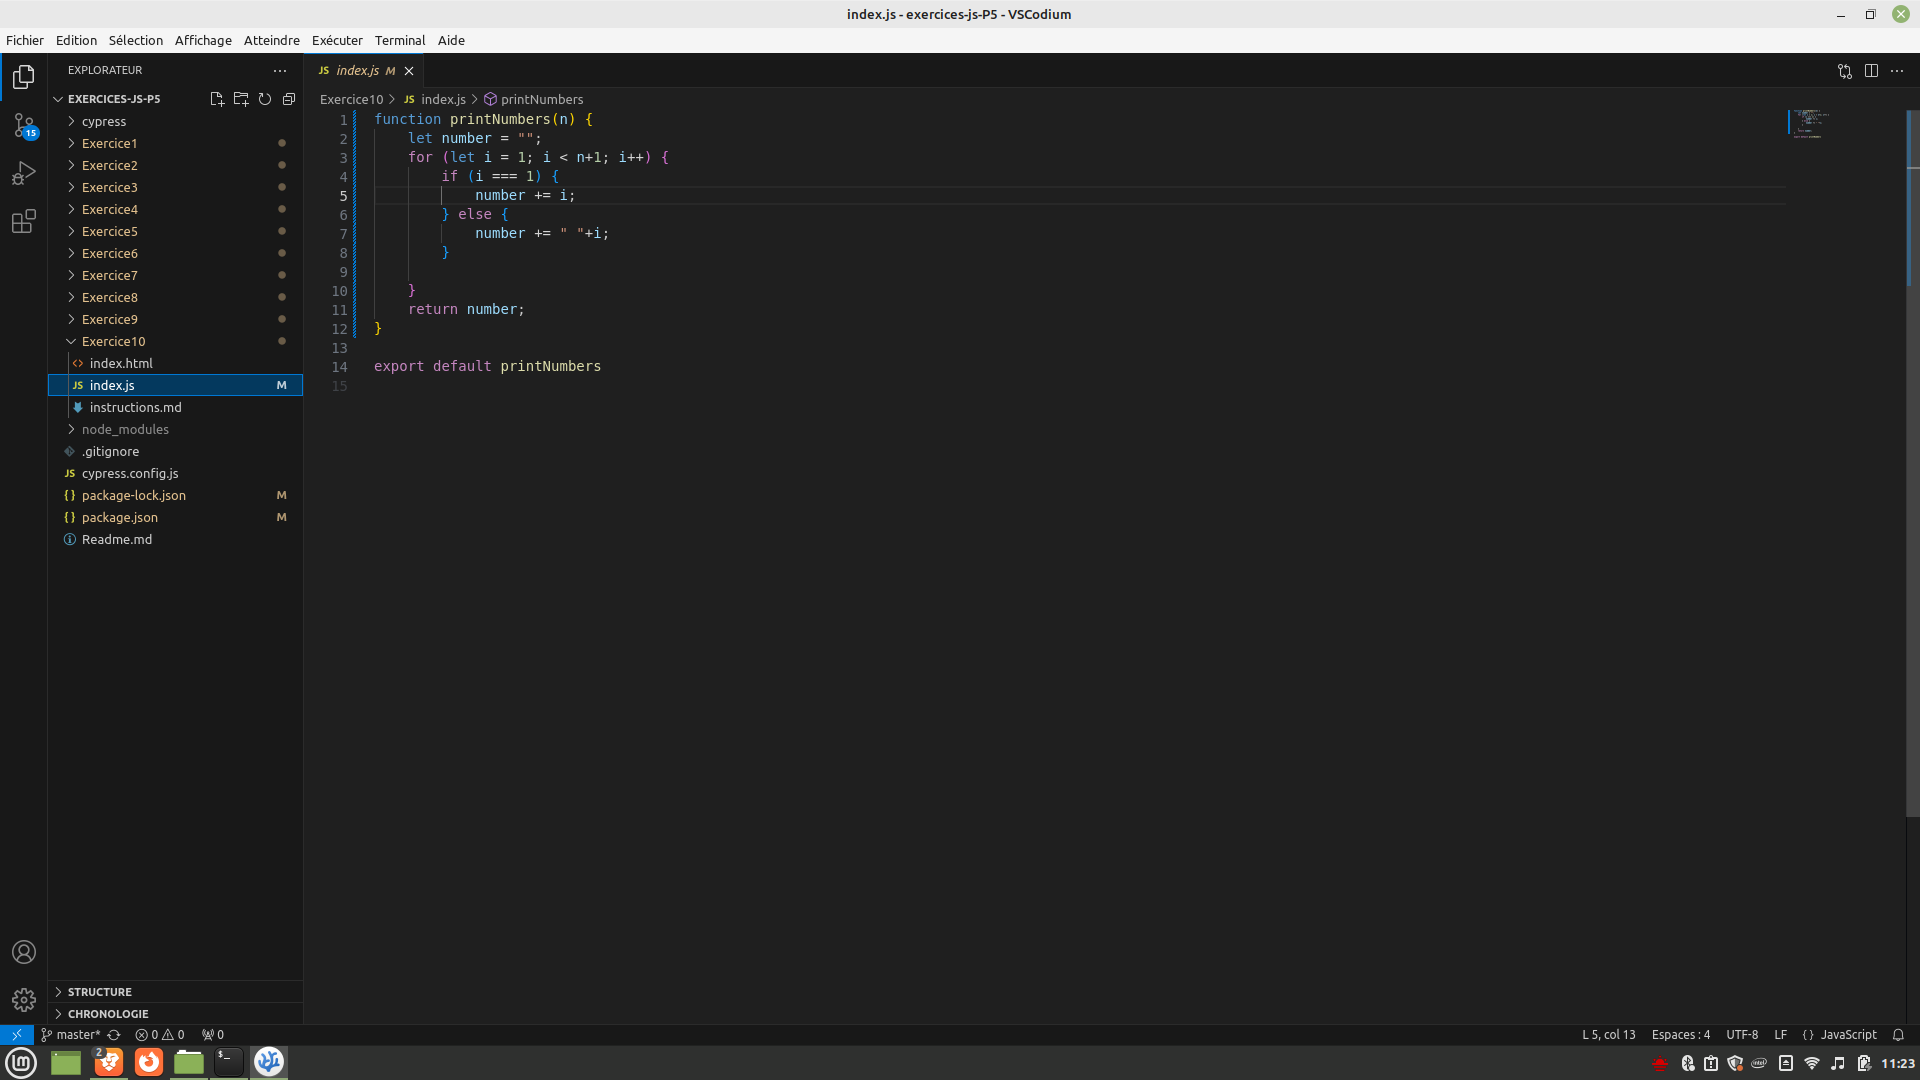 index.js - exercices-js-P5 - VSCodium
Fichier Edition Sélection Affichage Atteindre Exécuter Terminal Aide
EXPLORATEUR
EXERCICES-JS-P5
cypress
Exercice1
Exercice2
Exercice3
Exercice4
Exercice5
Exercice6
Exercice7
Exercice8
Exercice9
Exercice10
index.html
JS index.js M
instructions.md
node_modules
.gitignore
JS cypress.config.js
{} package-lock.json M
{} package.json M
Readme.md
STRUCTURE
CHRONOLOGIE
15
JS index.js M
Exercice10 > JS index.js > printNumbers
1 function printNumbers(n) {
2     let number = "";
3     for (let i = 1; i < n+1; i++) {
4         if (i === 1) {
5             number += i;
6         } else {
7             number += " "+i;
8         }
9
10     }
11     return number;
12 }
13
14 export default printNumbers
15
master* 0 0 0
L 5, col 13 Espaces : 4 UTF-8 LF {} JavaScript
2 $_ 11:23